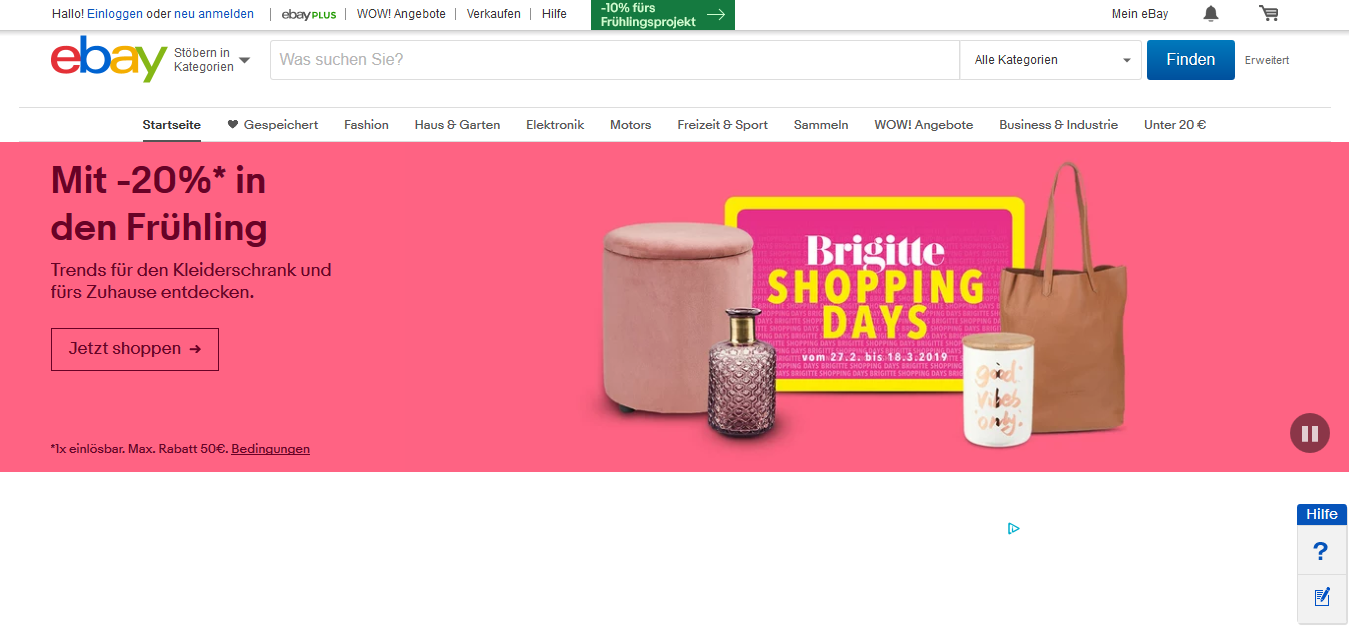 Hallo! Einloggen oder neu anmelden
ebay PLUS
WOW! Angebote
Verkaufen
Hilfe
-10% fürs
Frühlingsprojekt
Mein eBay
ebay
Stöbern in
Kategorien
Was suchen Sie?
Alle Kategorien
Finden
Erweitert
Startseite
Gespeichert
Fashion
Haus & Garten
Elektronik
Motors
Freizeit & Sport
Sammeln
WOW! Angebote
Business & Industrie
Unter 20 €
Mit -20%* in
den Frühling
Trends für den Kleiderschrank und
fürs Zuhause entdecken.
Jetzt shoppen
*1x einlösbar. Max. Rabatt 50€. Bedingungen
Brigitte
SHOPPING
DAYS
vom 27.2. bis 18.3.2019
good
vibes
only.
Hilfe
?